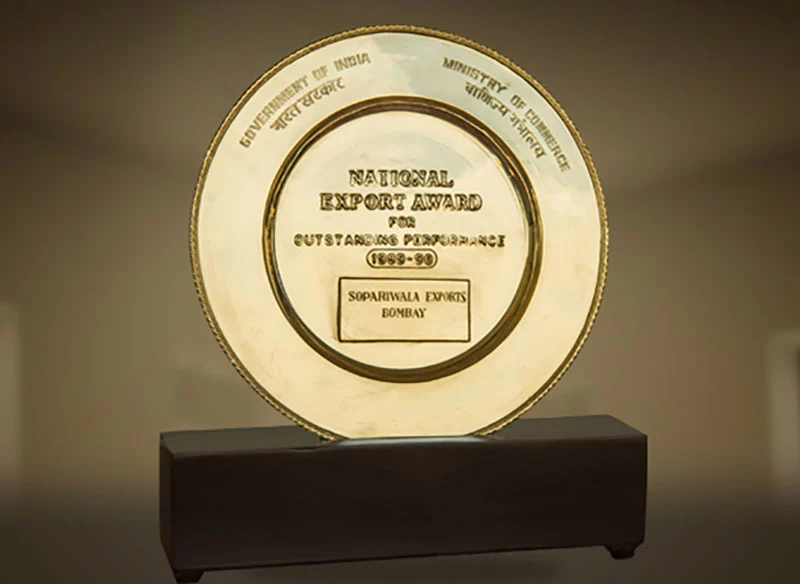 GOVERNMENT OF INDIA
भारत सरकार
MINISTRY OF COMMERCE
वाणिज्य मंत्रालय
NATIONAL
EXPORT AWARD
FOR
OUTSTANDING PERFORMANCE
1989-90
SOPARIWALA EXPORTS
BOMBAY